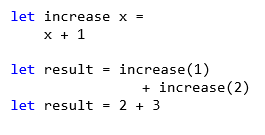 let increase x =
    x + 1

let result = increase(1)
                + increase(2)
let result = 2 + 3